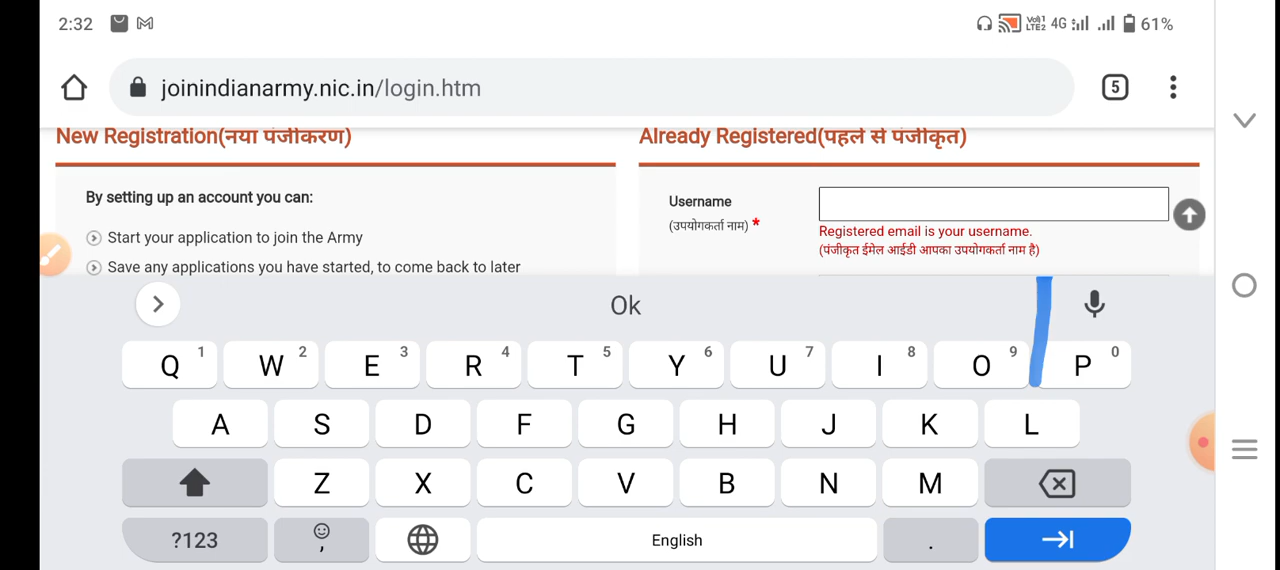 2:32 Vo)) 1 LTE2 4G 61%
joinindianarmy.nic.in/login.htm 5
New Registration(नया पंजीकरण)
By setting up an account you can:
Start your application to join the Army
Save any applications you have started, to come back to later
Already Registered(पहले से पंजीकृत)
Username
(उपयोगकर्ता नाम) *
Registered email is your username.
(पंजीकृत ईमेल आईडी आपका उपयोगकर्ता नाम है)
Ok
Q 1 W 2 E 3 R 4 T 5 Y 6 U 7 I 8 O 9 P 0
A S D F G H J K L
Z X C V B N M
?123 , English .